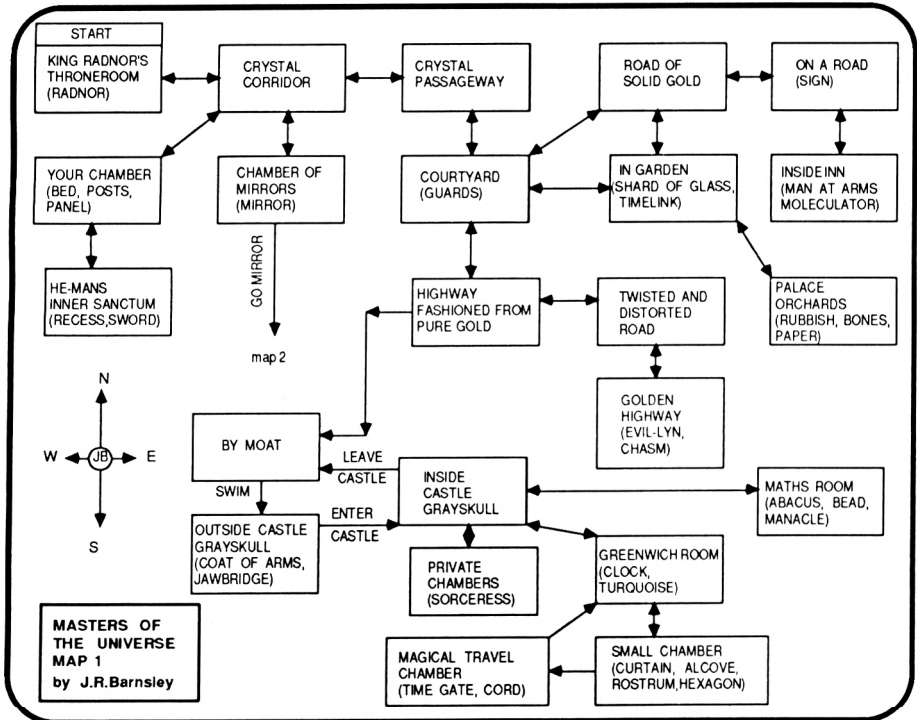 START
KING RADNOR'S
THRONEROOM
(RADNOR)
CRYSTAL
CORRIDOR
CRYSTAL
PASSAGEWAY
ROAD OF
SOLID GOLD
ON A ROAD
(SIGN)
YOUR CHAMBER
(BED, POSTS,
PANEL)
CHAMBER OF
MIRRORS
(MIRROR)
COURTYARD
(GUARDS)
IN GARDEN
(SHARD OF GLASS,
TIMELINK)
INSIDE INN
(MAN AT ARMS
MOLECULATOR)
HE-MANS
INNER SANCTUM
(RECESS,SWORD)
GO MIRROR
map 2
HIGHWAY
FASHIONED FROM
PURE GOLD
TWISTED AND
DISTORTED
ROAD
PALACE
ORCHARDS
(RUBBISH, BONES,
PAPER)
GOLDEN
HIGHWAY
(EVIL-LYN,
CHASM)
N
W
JB
E
S
BY MOAT
LEAVE
CASTLE
SWIM
ENTER
CASTLE
INSIDE
CASTLE
GRAYSKULL
MATHS ROOM
(ABACUS, BEAD,
MANACLE)
OUTSIDE CASTLE
GRAYSKULL
(COAT OF ARMS,
JAWBRIDGE)
PRIVATE
CHAMBERS
(SORCERESS)
GREENWICH ROOM
(CLOCK,
TURQUOISE)
MASTERS OF
THE UNIVERSE
MAP 1
by J.R.Barnsley
MAGICAL TRAVEL
CHAMBER
(TIME GATE, CORD)
SMALL CHAMBER
(CURTAIN, ALCOVE,
ROSTRUM,HEXAGON)